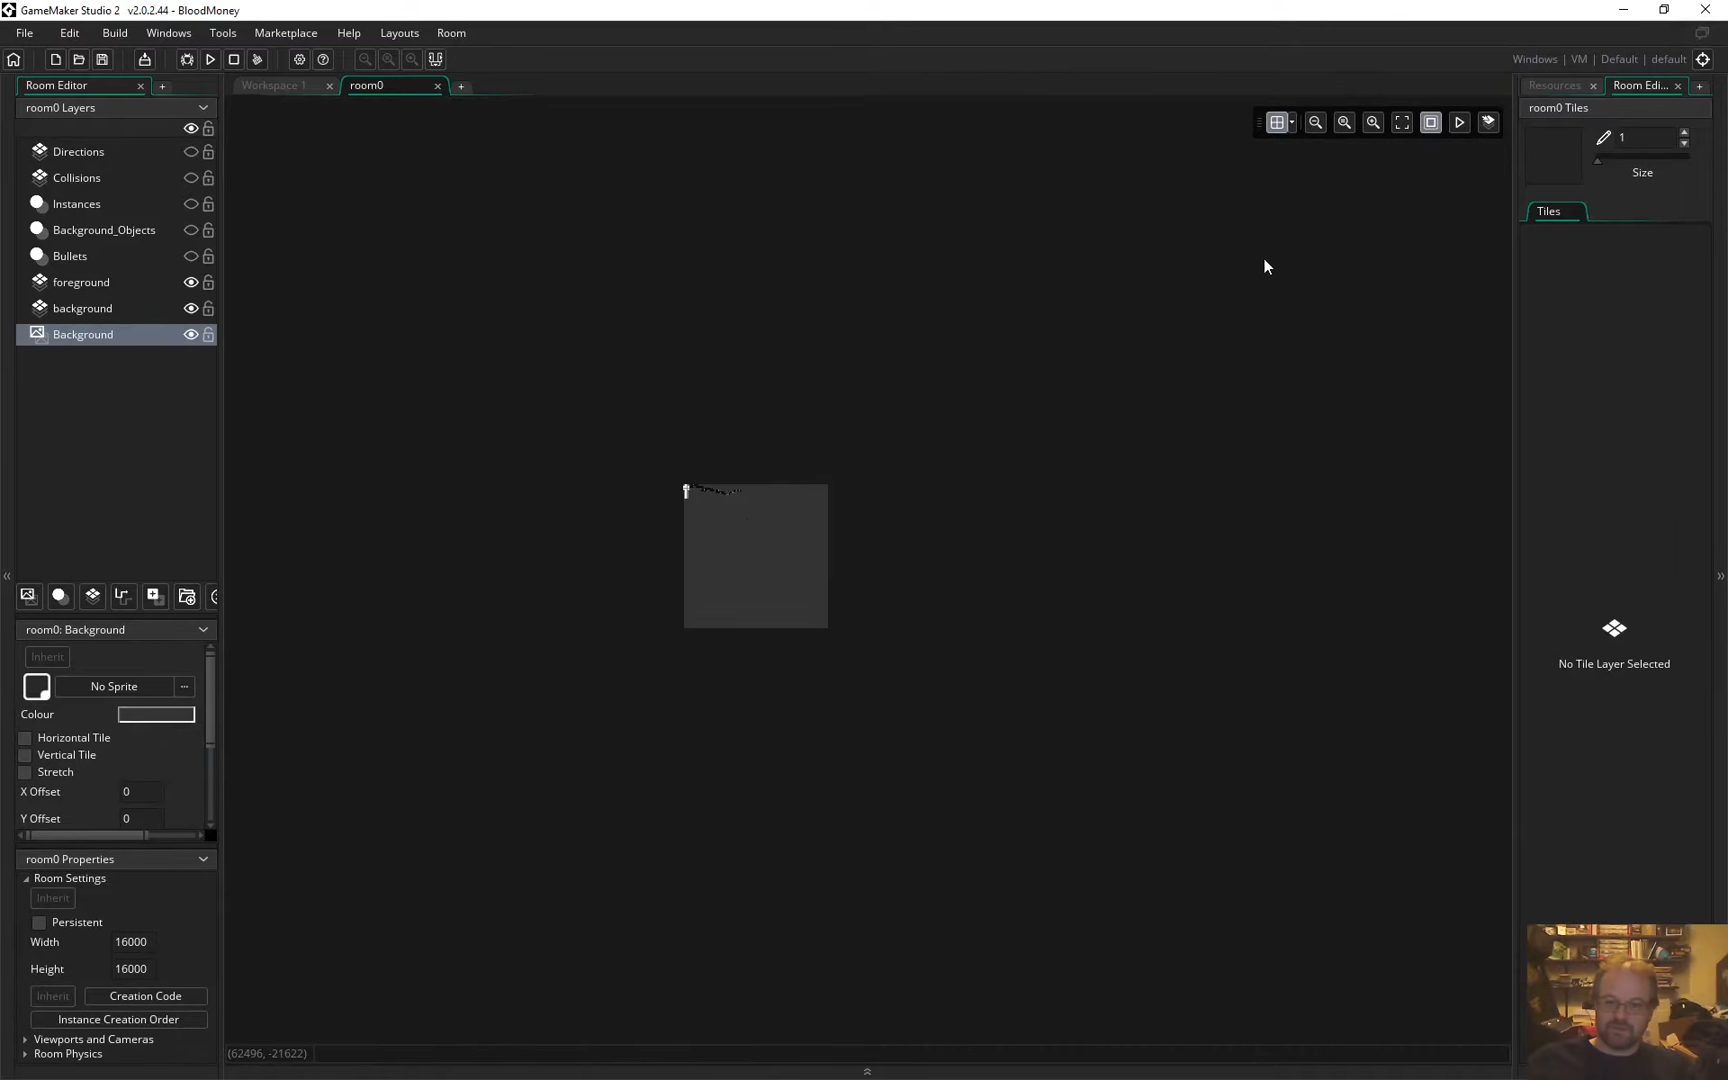 GameMaker Studio 2 v2.0.2.44 - BloodMoney
File Edit Build Windows Tools Marketplace Help Layouts Room
Windows | VM | Default | default
Room Editor
Workspace 1
room0
Resources
Room Edi...
room0 Layers
room0 Tiles
Directions
Collisions
Instances
Background_Objects
Bullets
foreground
background
Background
1
Size
Tiles
No Tile Layer Selected
room0: Background
Inherit
No Sprite
...
Colour
Horizontal Tile
Vertical Tile
Stretch
X Offset 0
Y Offset 0
room0 Properties
Room Settings
Inherit
Persistent
Width 16000
Height 16000
Inherit Creation Code
Instance Creation Order
Viewports and Cameras
Room Physics
(62496, -21622)